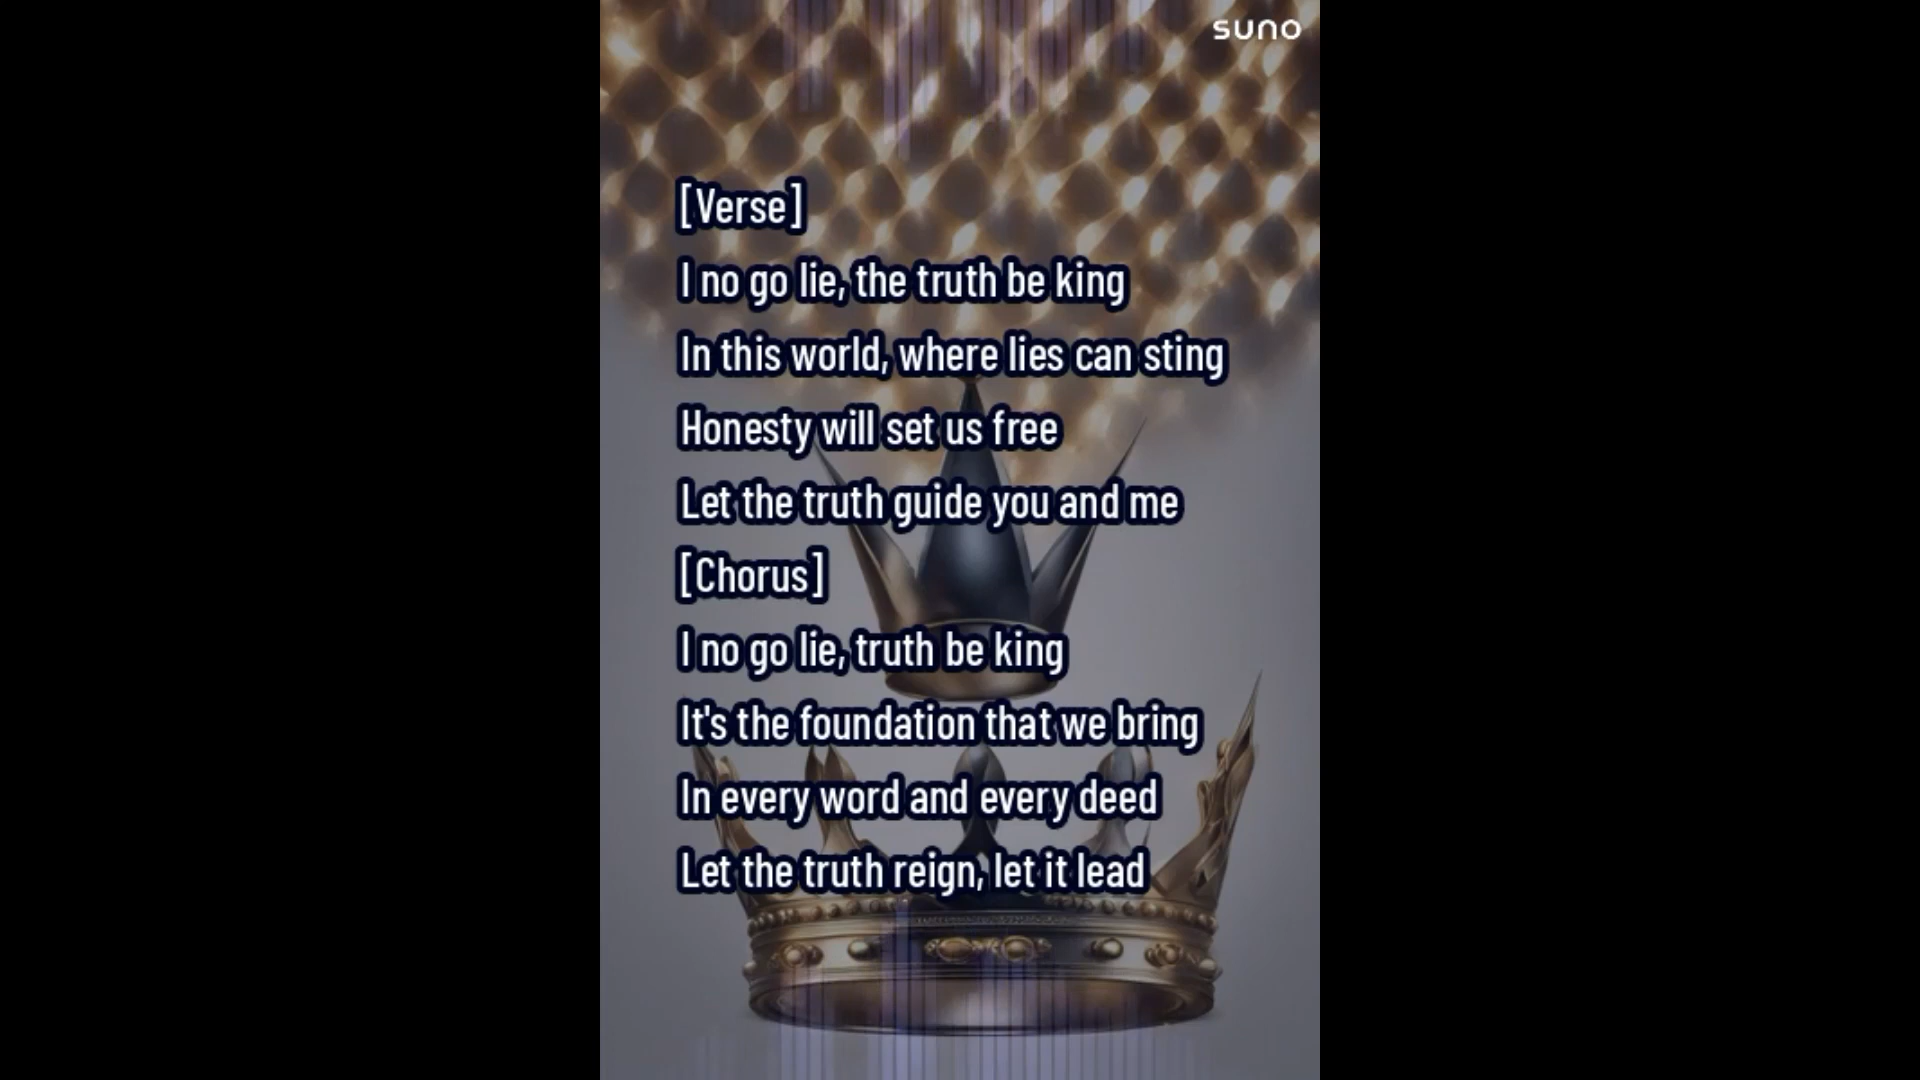 suno
[Verse]
I no go lie, the truth be king
In this world, where lies can sting
Honesty will set us free
Let the truth guide you and me
[Chorus]
I no go lie, truth be king
It's the foundation that we bring
In every word and every deed
Let the truth reign, let it lead